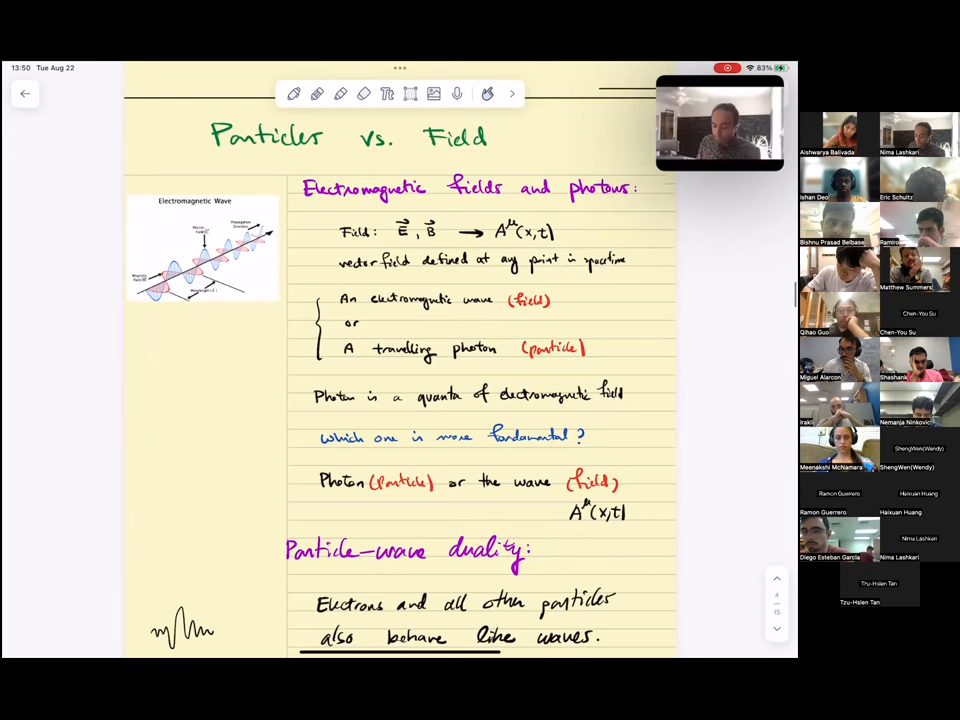 13:50 Tue Aug 22
83%
Particles vs. Field
Electromagnetic Wave
Propagation
Direction
Magnetic
Electromagnetic fields and photons:
Field: E⃗, B⃗ → A^μ(x,t)
vector field defined at any point in spacetime
An electromagnetic wave (field)
or
A travelling photon (particle)
Photon is a quanta of electromagnetic field
Which one is more fundamental?
Photon (particle) or the wave (field)
A^μ(x,t)
Particle-wave duality:
Electrons and all other particles
also behave like waves.
4
15
Aishwarya Balivada
Nima Lashkari
Ishan Deo
Eric Schultz
Bishnu Prasad Belbase
Ramiro
Matthew Summers
Chen-You Su
Qihao Guo
Chen-You Su
Miguel Alarcon
Shashank
Irakli
Nemanja Ninkovic
ShengWen(Wendy)
Meenakshi McNamara
ShengWen(Wendy)
Ramon Guerrero
Haixuan Huang
Ramon Guerrero
Haixuan Huang
Nima Lashkari
Diego Esteban Garcia
Nima Lashkari
Tzu-Hsien Tan
Tzu-Hsien Tan